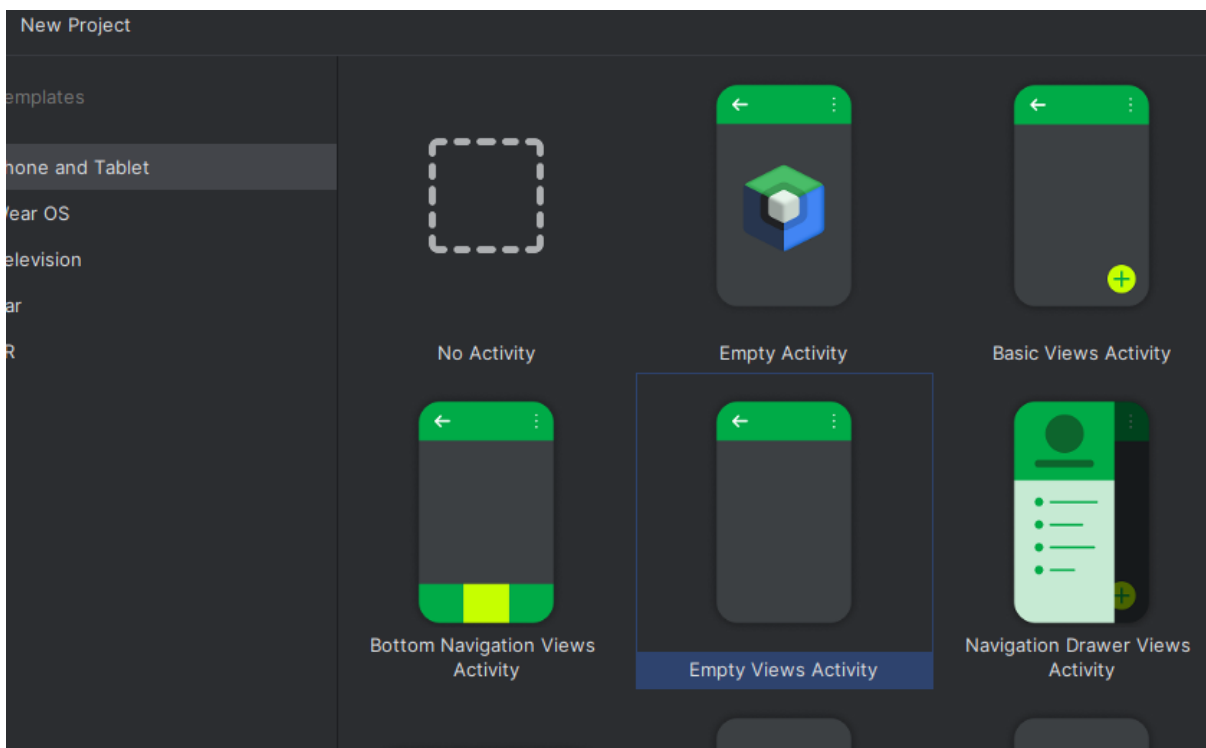 New Project
emplates
hone and Tablet
Wear OS
elevision
ar
R
No Activity
Empty Activity
Basic Views Activity
Bottom Navigation Views
Activity
Empty Views Activity
Navigation Drawer Views
Activity